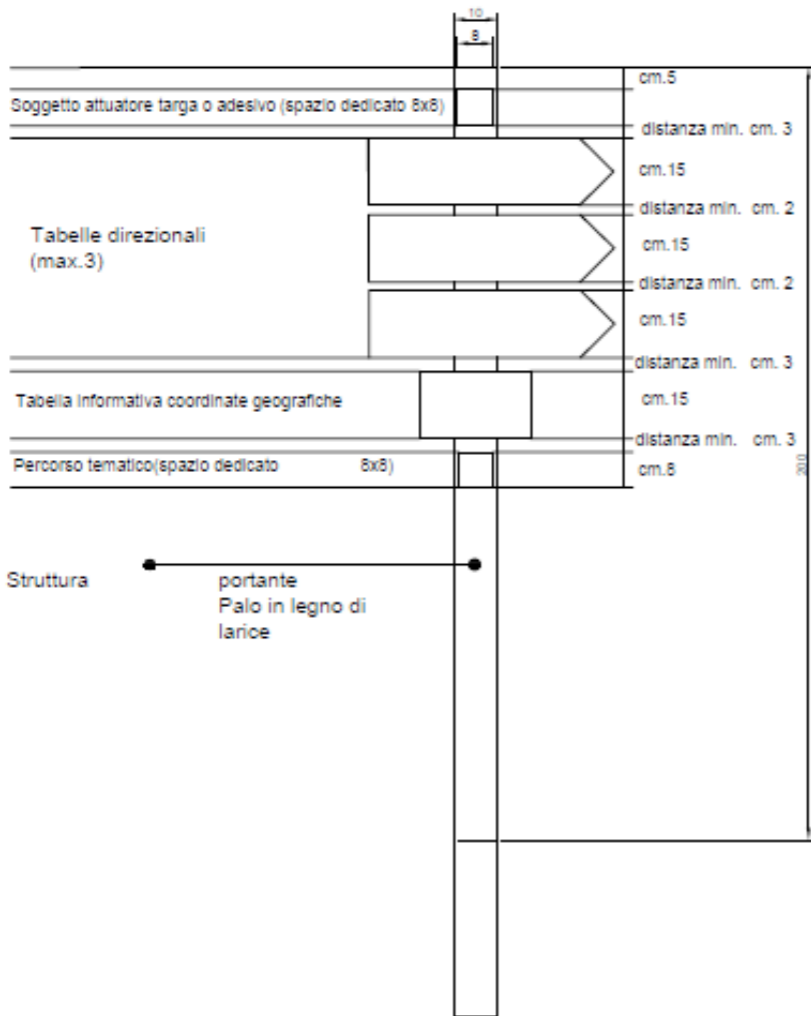 10
8
cm.5
Soggetto attuatore targa o adesivo (spazio dedicato 8x8)
distanza min. cm. 3
cm.15
distanza min. cm. 2
Tabelle direzionali
(max.3)
cm.15
distanza min. cm. 2
cm.15
distanza min. cm. 3
Tabella informativa coordinate geografiche
cm.15
distanza min. cm. 3
Percorso tematico(spazio dedicato 8x8)
cm.8
Struttura portante
Palo in legno di
larice